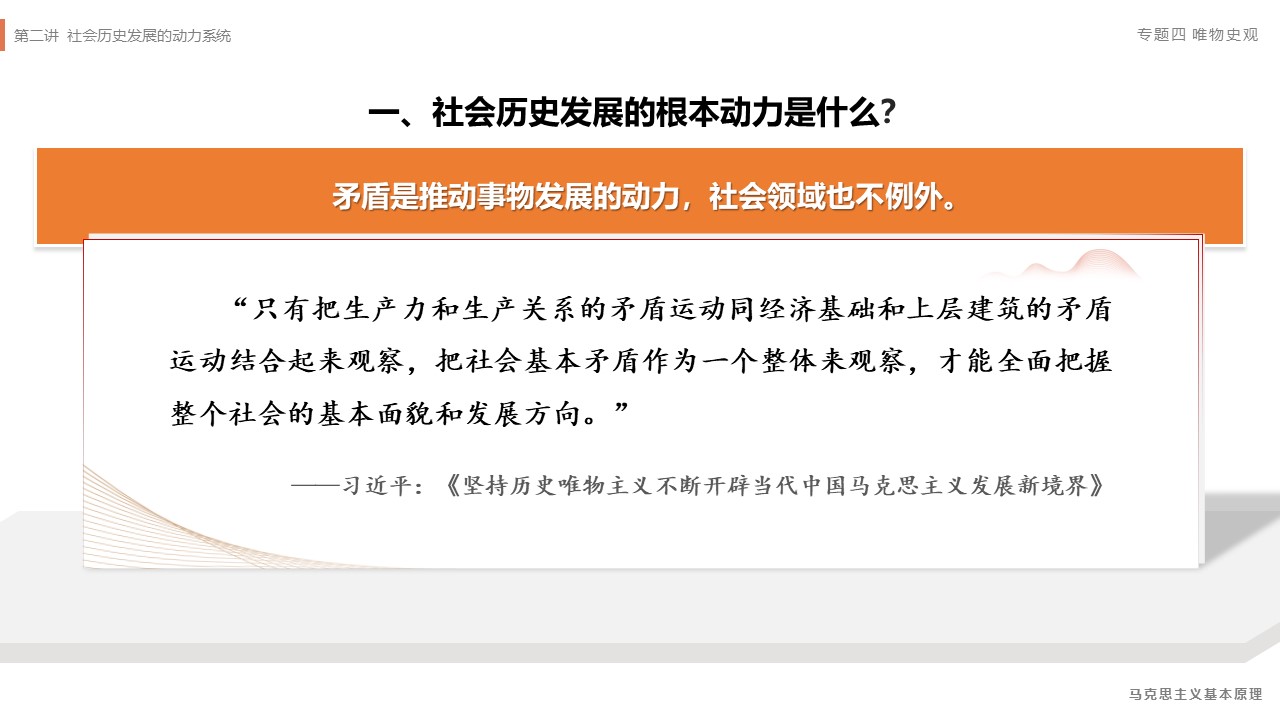 第二讲 社会历史发展的动力系统
专题四 唯物史观
一、社会历史发展的根本动力是什么？
矛盾是推动事物发展的动力，社会领域也不例外。
“只有把生产力和生产关系的矛盾运动同经济基础和上层建筑的矛盾
运动结合起来观察，把社会基本矛盾作为一个整体来观察，才能全面把握
整个社会的基本面貌和发展方向。”
——习近平：《坚持历史唯物主义不断开辟当代中国马克思主义发展新境界》
马克思主义基本原理